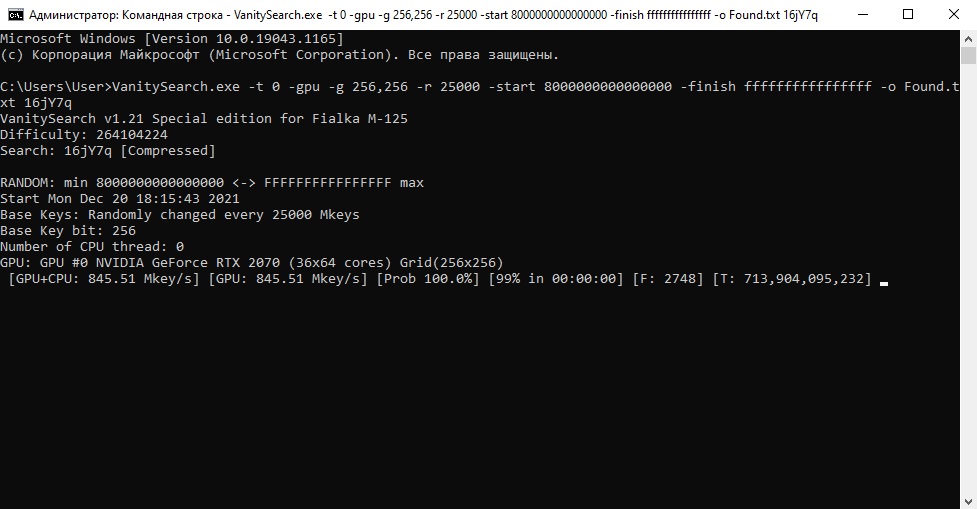 Администратор: Командная строка - VanitySearch.exe -t 0 -gpu -g 256,256 -r 25000 -start 8000000000000000 -finish ffffffffffffffff -o Found.txt 16jY7q
Microsoft Windows [Version 10.0.19043.1165]
(c) Корпорация Майкрософт (Microsoft Corporation). Все права защищены.
C:\Users\User>VanitySearch.exe -t 0 -gpu -g 256,256 -r 25000 -start 8000000000000000 -finish ffffffffffffffff -o Found.t
xt 16jY7q
VanitySearch v1.21 Special edition for Fialka M-125
Difficulty: 264104224
Search: 16jY7q [Compressed]
RANDOM: min 8000000000000000 <-> FFFFFFFFFFFFFFFF max
Start Mon Dec 20 18:15:43 2021
Base Keys: Randomly changed every 25000 Mkeys
Base Key bit: 256
Number of CPU thread: 0
GPU: GPU #0 NVIDIA GeForce RTX 2070 (36x64 cores) Grid(256x256)
[GPU+CPU: 845.51 Mkey/s] [GPU: 845.51 Mkey/s] [Prob 100.0%] [99% in 00:00:00] [F: 2748] [T: 713,904,095,232]